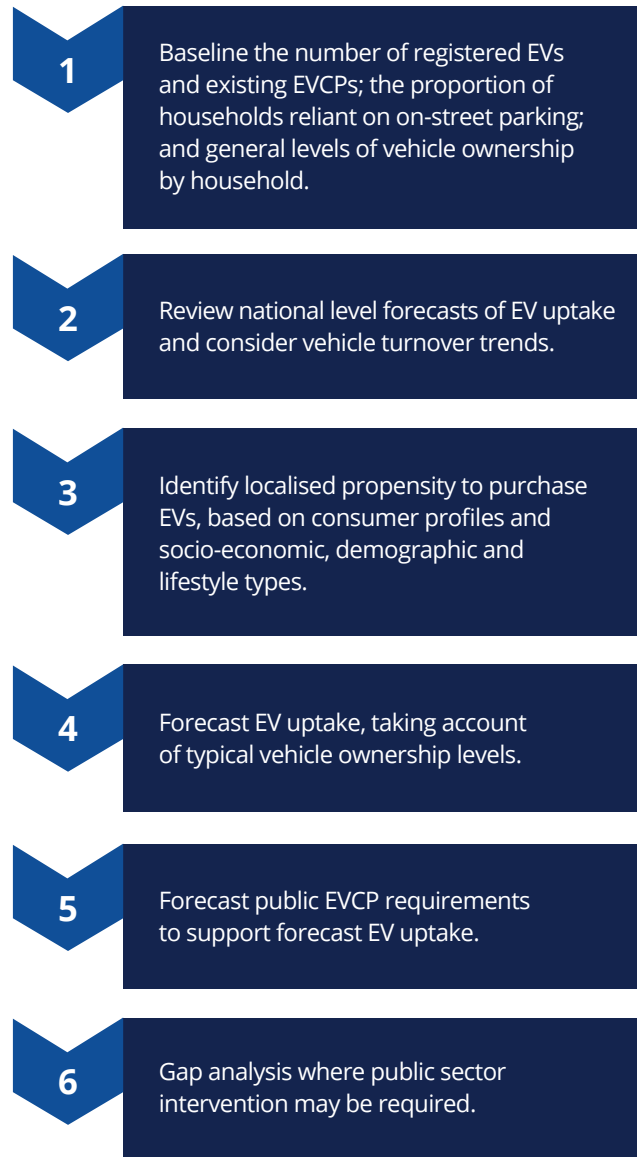 1
Baseline the number of registered EVs
and existing EVCPs; the proportion of
households reliant on on-street parking;
and general levels of vehicle ownership
by household.
2
Review national level forecasts of EV uptake
and consider vehicle turnover trends.
3
Identify localised propensity to purchase
EVs, based on consumer profiles and
socio-economic, demographic and
lifestyle types.
4
Forecast EV uptake, taking account
of typical vehicle ownership levels.
5
Forecast public EVCP requirements
to support forecast EV uptake.
6
Gap analysis where public sector
intervention may be required.